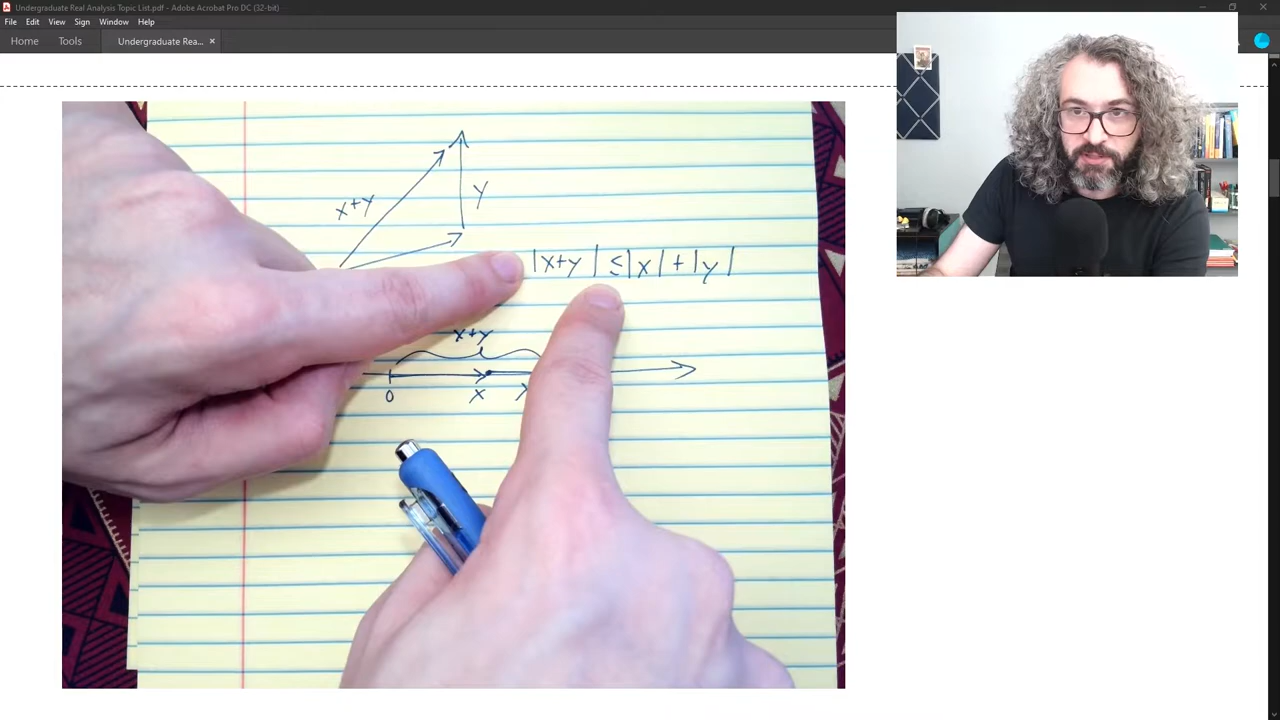 Undergraduate Real Analysis Topic List.pdf - Adobe Acrobat Pro DC (32-bit)
File Edit View Sign Window Help
Home Tools Undergraduate Rea... ×
x+y
y
|x+y| ≤ |x| + |y|
x+y
0 x